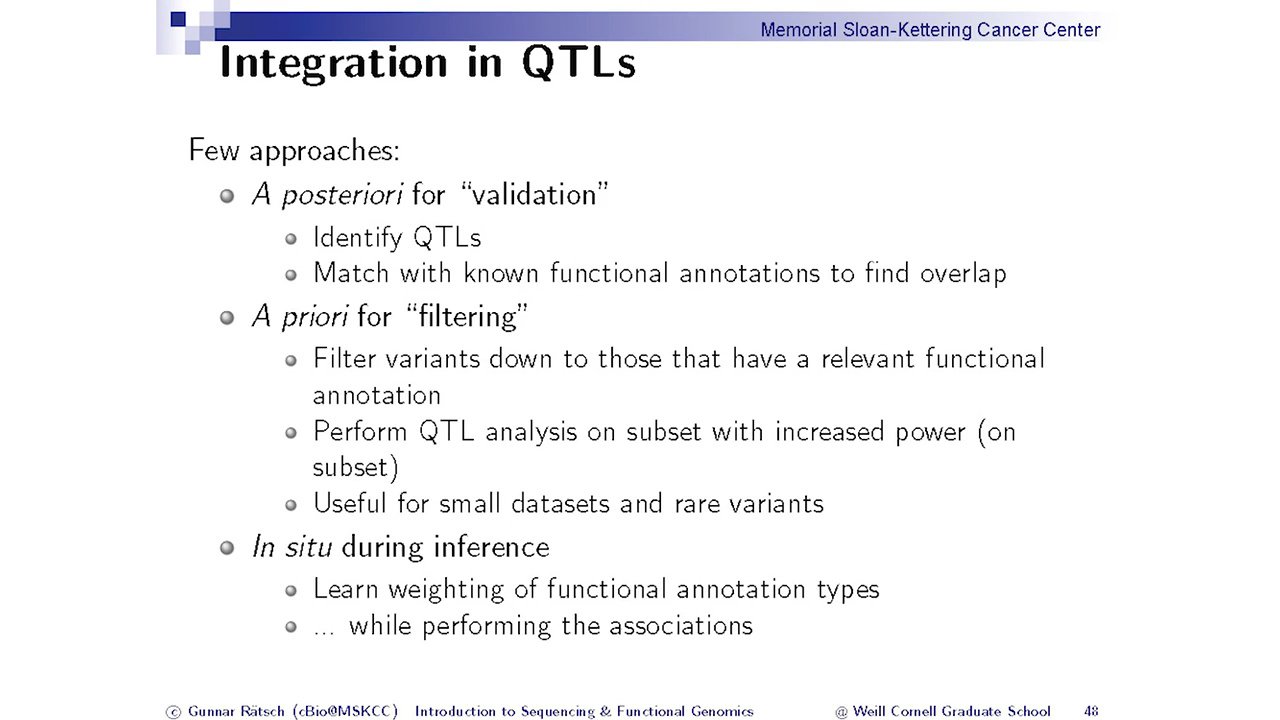 Memorial Sloan-Kettering Cancer Center
Integration in QTLs
Few approaches:
A posteriori for “validation”
Identify QTLs
Match with known functional annotations to find overlap
A priori for “filtering”
Filter variants down to those that have a relevant functional
annotation
Perform QTL analysis on subset with increased power (on
subset)
Useful for small datasets and rare variants
In situ during inference
Learn weighting of functional annotation types
... while performing the associations
© Gunnar Rätsch (cBio@MSKCC) Introduction to Sequencing & Functional Genomics @ Weill Cornell Graduate School 48